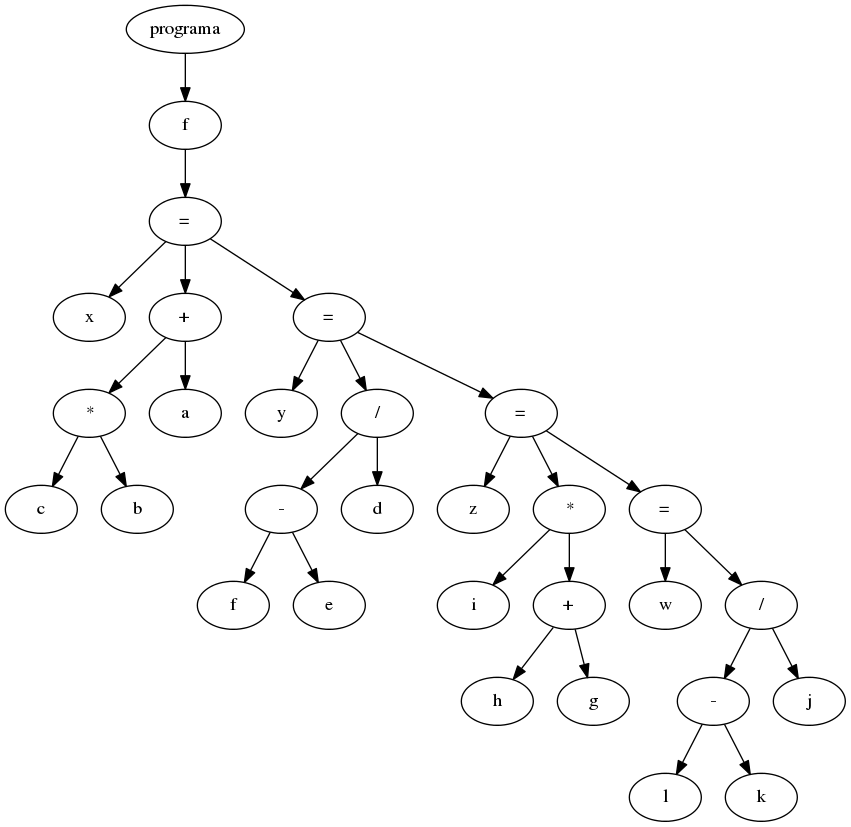 programa
f
=
x + =
* a y / =
c b - d z * =
f e i + w /
h g - j
l k